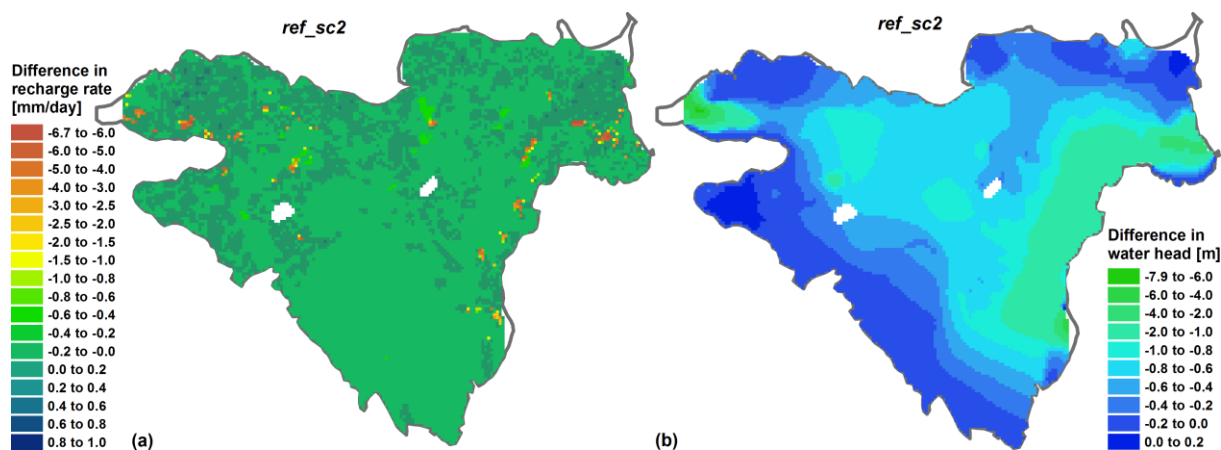 ref_sc2
Difference in
recharge rate
[mm/day]
-6.7 to -6.0
-6.0 to -5.0
-5.0 to -4.0
-4.0 to -3.0
-3.0 to -2.5
-2.5 to -2.0
-2.0 to -1.5
-1.5 to -1.0
-1.0 to -0.8
-0.8 to -0.6
-0.6 to -0.4
-0.4 to -0.2
-0.2 to -0.0
0.0 to 0.2
0.2 to 0.4
0.4 to 0.6
0.6 to 0.8
0.8 to 1.0
(a)
ref_sc2
Difference in
water head [m]
-7.9 to -6.0
-6.0 to -4.0
-4.0 to -2.0
-2.0 to -1.0
-1.0 to -0.8
-0.8 to -0.6
-0.6 to -0.4
-0.4 to -0.2
-0.2 to 0.0
0.0 to 0.2
(b)